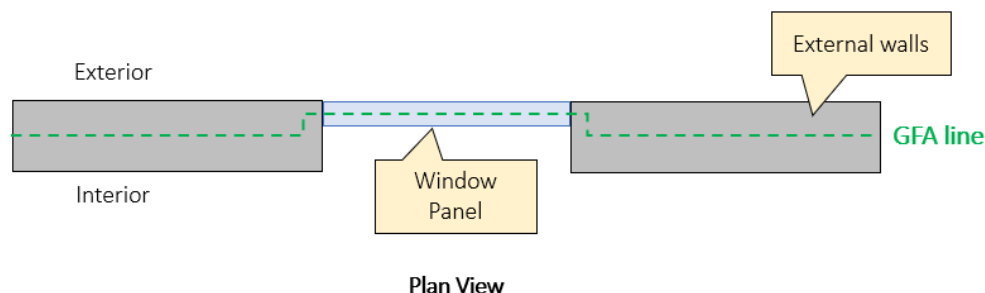 External walls
Exterior
GFA line
Window
Panel
Interior
Plan View